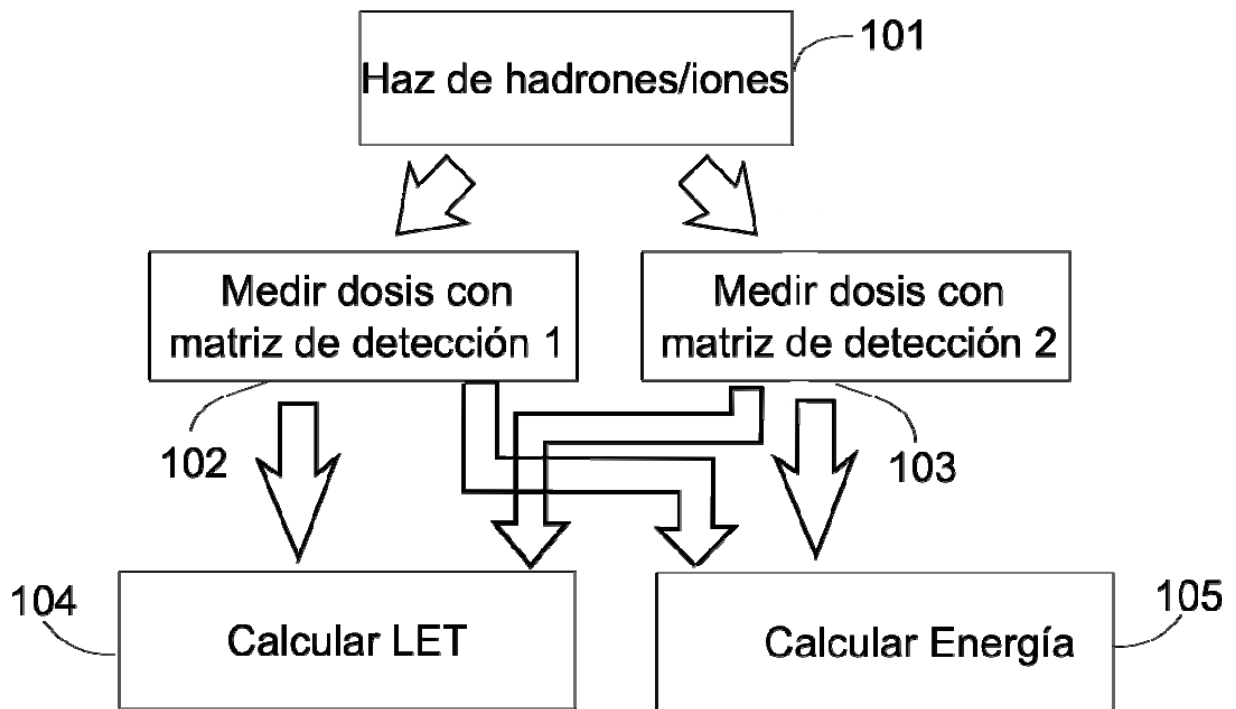 101
Haz de hadrones/iones
Medir dosis con
matriz de detección 1
Medir dosis con
matriz de detección 2
102
103
104
Calcular LET
105
Calcular Energía